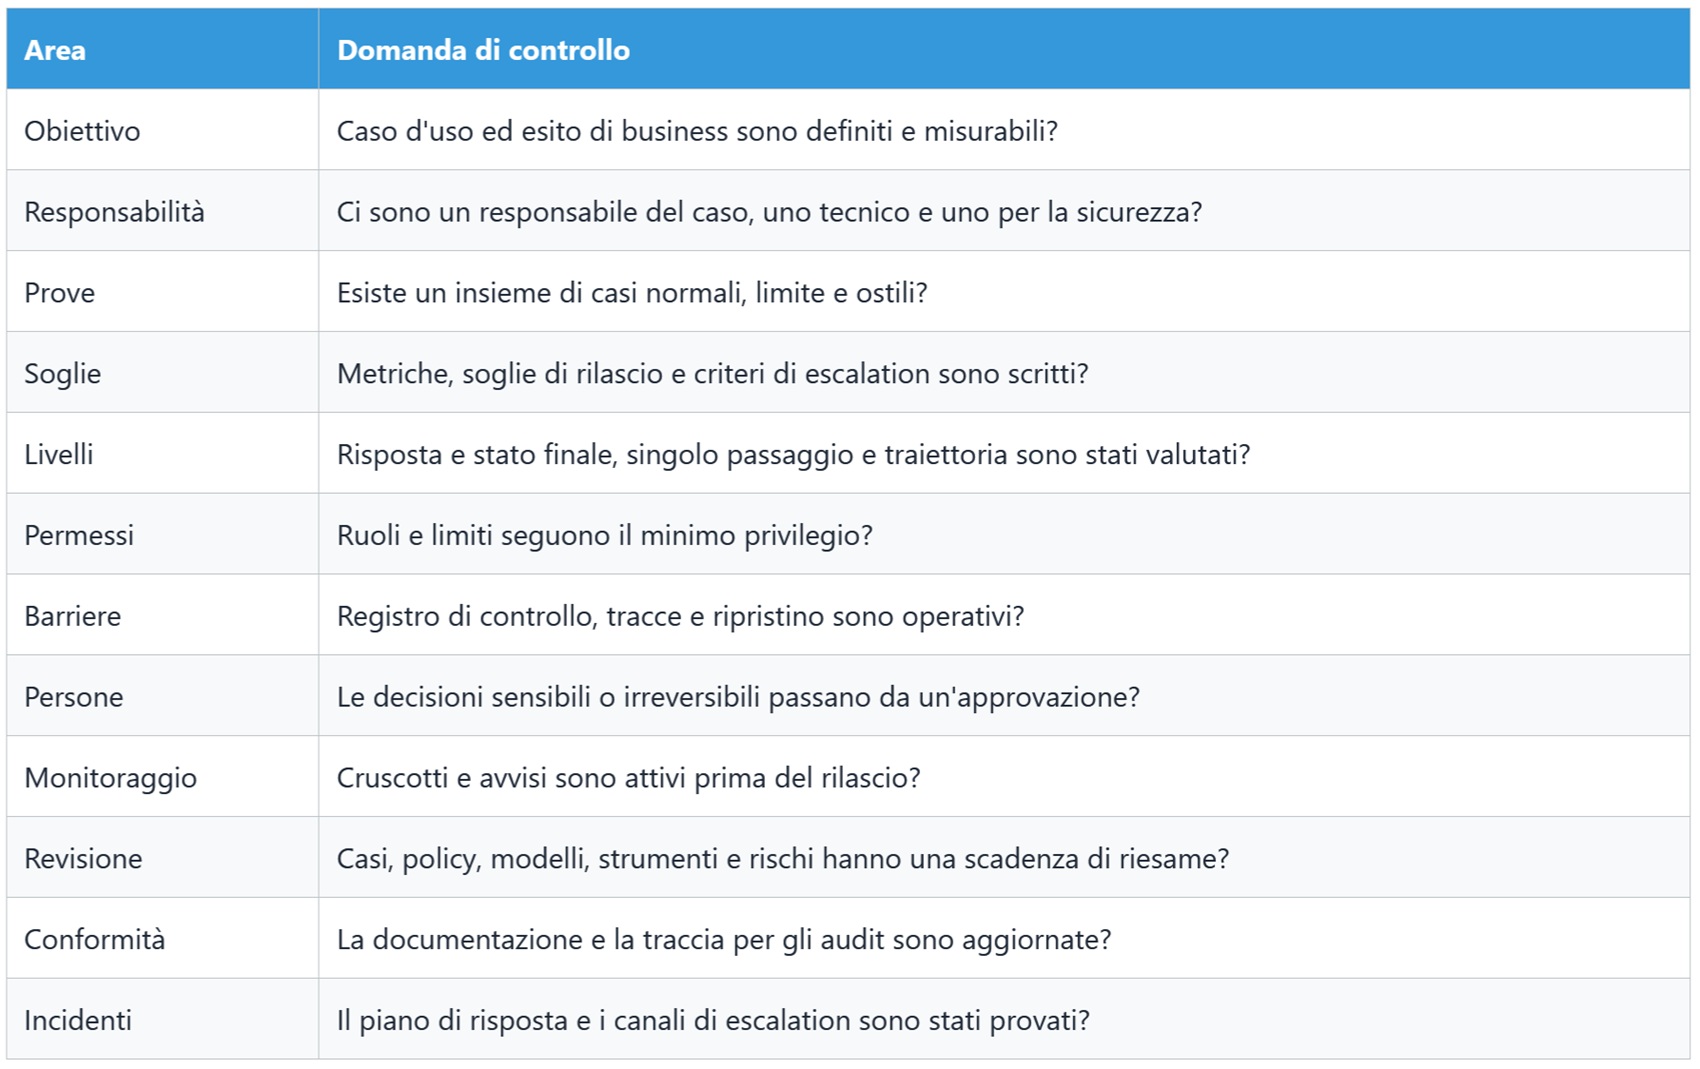 Area Domanda di controllo
Obiettivo Caso d'uso ed esito di business sono definiti e misurabili?
Responsabilità Ci sono un responsabile del caso, uno tecnico e uno per la sicurezza?
Prove Esiste un insieme di casi normali, limite e ostili?
Soglie Metriche, soglie di rilascio e criteri di escalation sono scritti?
Livelli Risposta e stato finale, singolo passaggio e traiettoria sono stati valutati?
Permessi Ruoli e limiti seguono il minimo privilegio?
Barriere Registro di controllo, tracce e ripristino sono operativi?
Persone Le decisioni sensibili o irreversibili passano da un'approvazione?
Monitoraggio Cruscotti e avvisi sono attivi prima del rilascio?
Revisione Casi, policy, modelli, strumenti e rischi hanno una scadenza di riesame?
Conformità La documentazione e la traccia per gli audit sono aggiornate?
Incidenti Il piano di risposta e i canali di escalation sono stati provati?